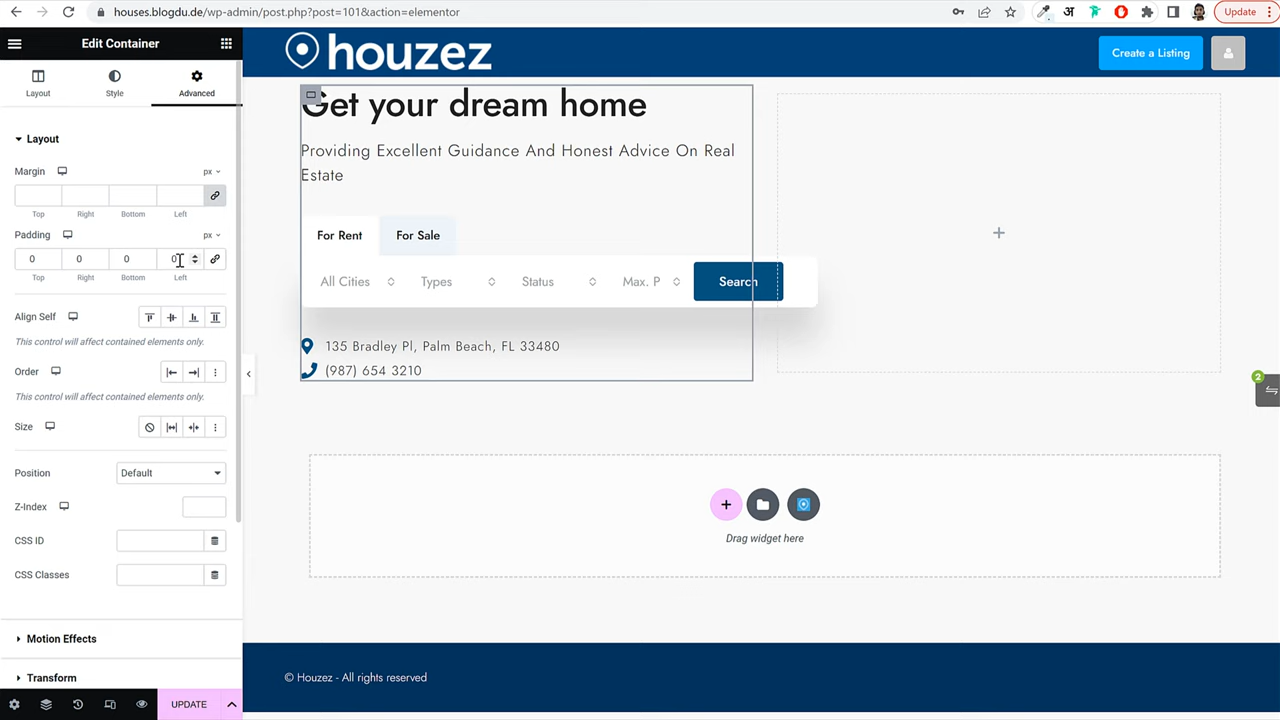 houses.blogdu.de/wp-admin/post.php?post=101&action=elementor
अ
Update
Edit Container
houzez
Create a Listing
Layout
Style
Advanced
Get your dream home
Providing Excellent Guidance And Honest Advice On Real
Estate
Layout
Margin
px
Top
Right
Bottom
Left
Padding
px
0
0
0
0
Top
Right
Bottom
Left
For Rent
For Sale
All Cities
Types
Status
Max. P
Search
Align Self
This control will affect contained elements only.
135 Bradley Pl, Palm Beach, FL 33480
(987) 654 3210
Order
This control will affect contained elements only.
2
Size
Position
Default
Z-Index
CSS ID
CSS Classes
Drag widget here
Motion Effects
Transform
© Houzez - All rights reserved
UPDATE